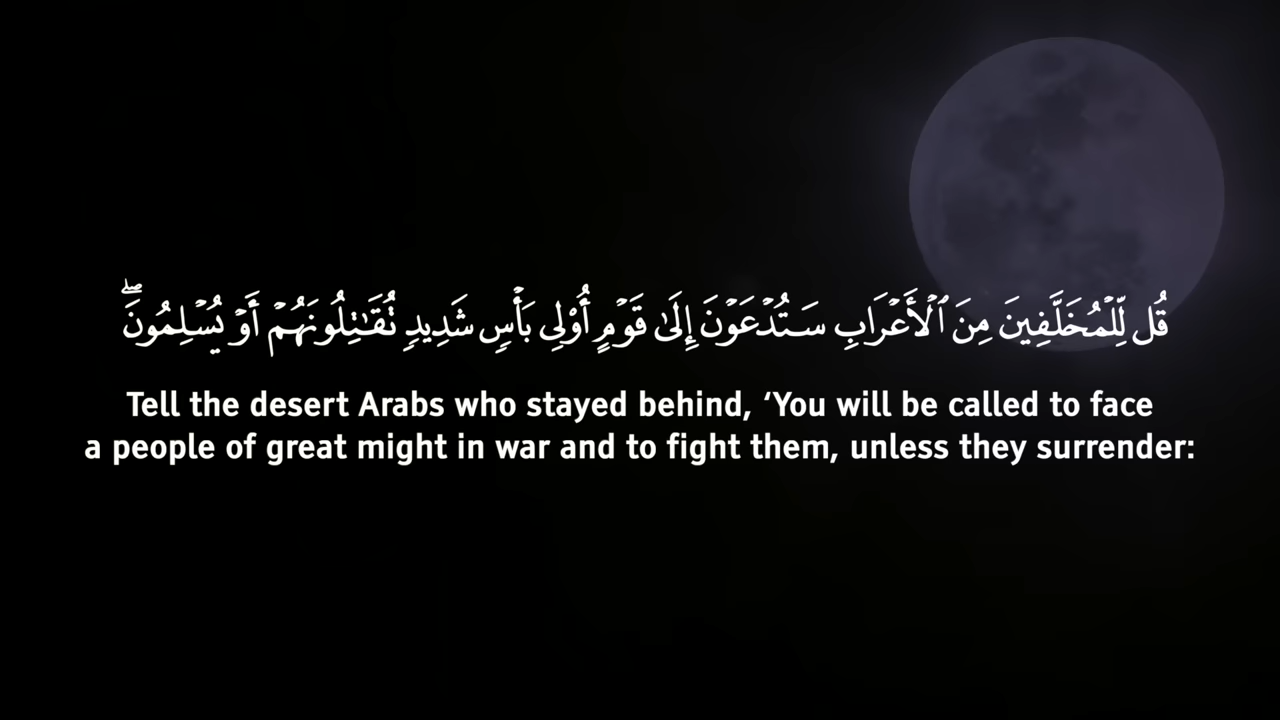 قُل لِّلْمُخَلَّفِينَ مِنَ ٱلْأَعْرَابِ سَتُدْعَوْنَ إِلَىٰ قَوْمٍ أُو۟لِى بَأْسٍ شَدِيدٍ تُقَـٰتِلُونَهُمْ أَوْ يُسْلِمُونَ ۖ
Tell the desert Arabs who stayed behind, ‘You will be called to face
a people of great might in war and to fight them, unless they surrender: